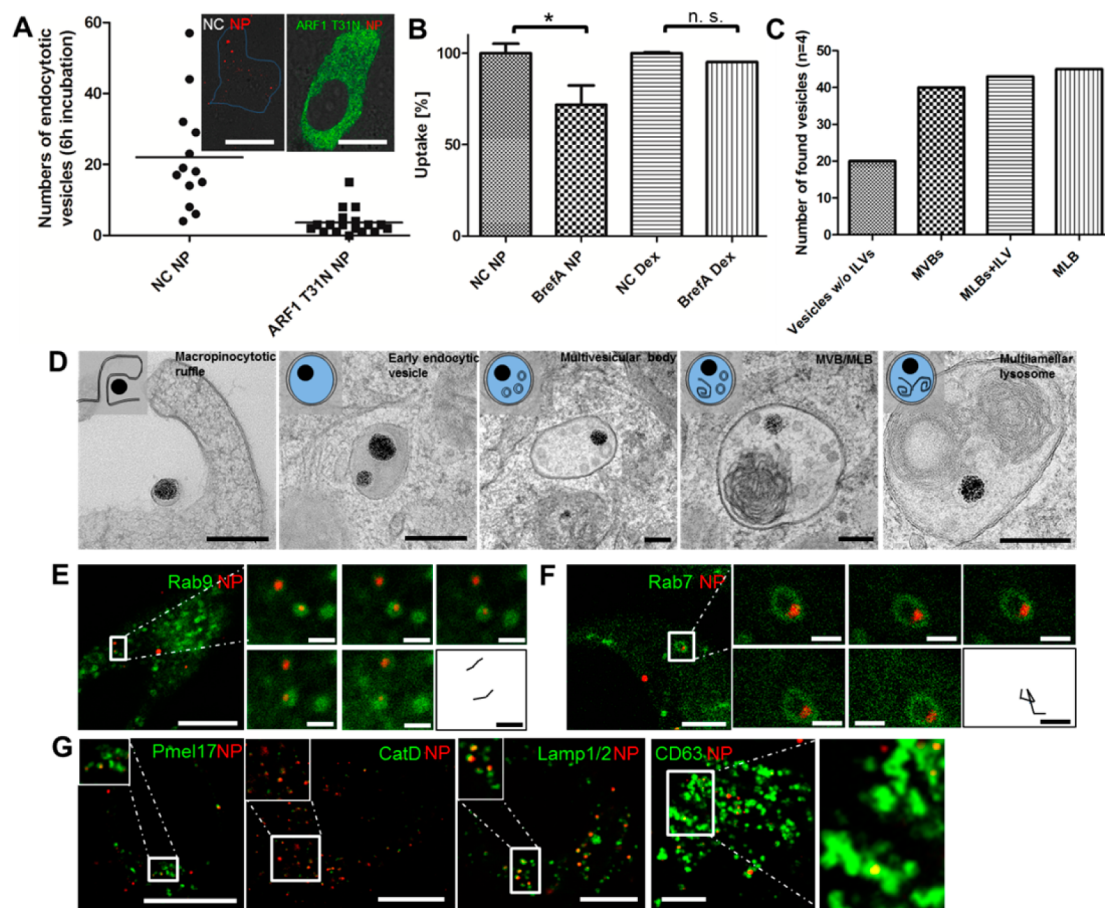 A
Numbers of endocytotic
vesicles (6h incubation)
60
40
20
0
NC NP
ARF1 T31N NP
NC NP
ARF1 T31N NP
B
Uptake [%]
100
50
0
*
n. s.
NC NP
BrefA NP
NC Dex
BrefA Dex
C
Number of found vesicles (n=4)
50
40
30
20
10
0
Vesicles w/o ILVs
MVBs
MLBs+ILV
MLB
D
Macropinocytotic
ruffle
Early endocytic
vesicle
Multivesicular body
MVB/MLB
Multilamellar
lysosome
E
Rab9 NP
F
Rab7 NP
G
Pmel17 NP
CatD NP
Lamp1/2 NP
CD63 NP